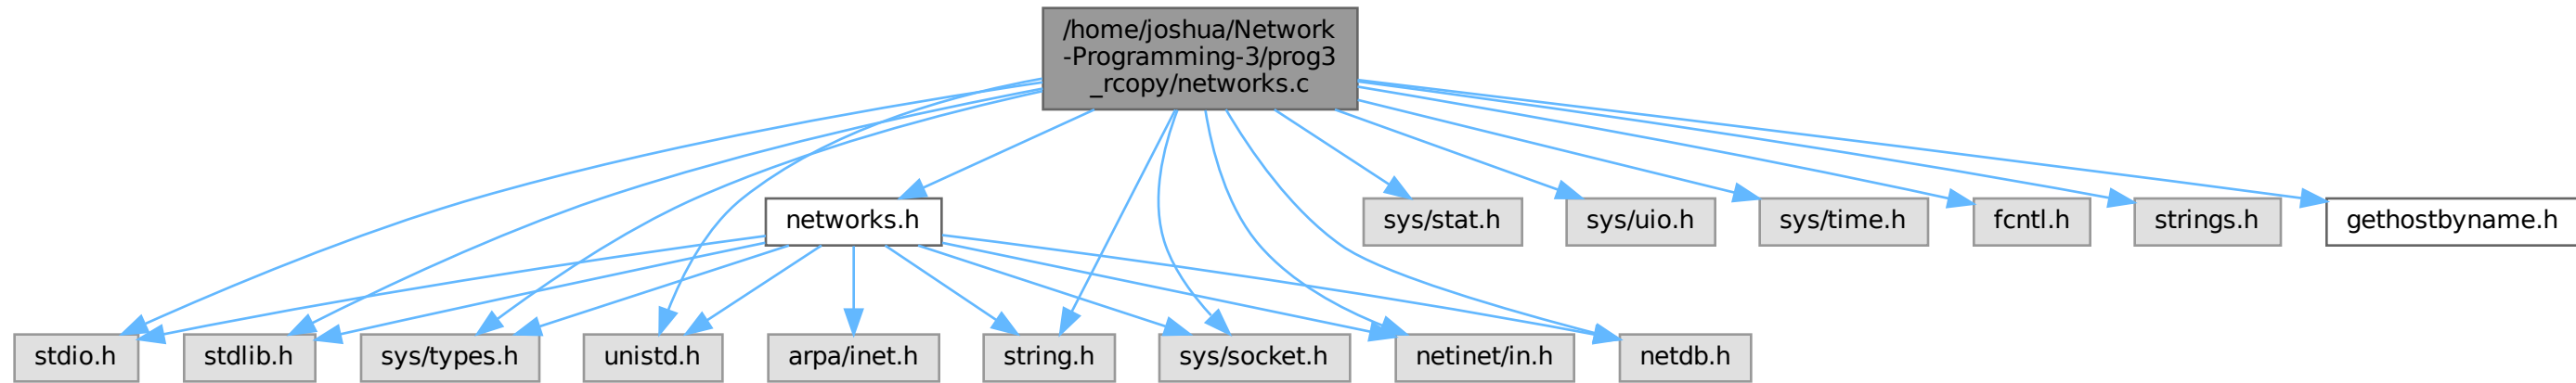 /home/joshua/Network
-Programming-3/prog3
_rcopy/networks.c
networks.h
sys/stat.h
sys/uio.h
sys/time.h
fcntl.h
strings.h
gethostbyname.h
stdio.h
stdlib.h
sys/types.h
unistd.h
arpa/inet.h
string.h
sys/socket.h
netinet/in.h
netdb.h